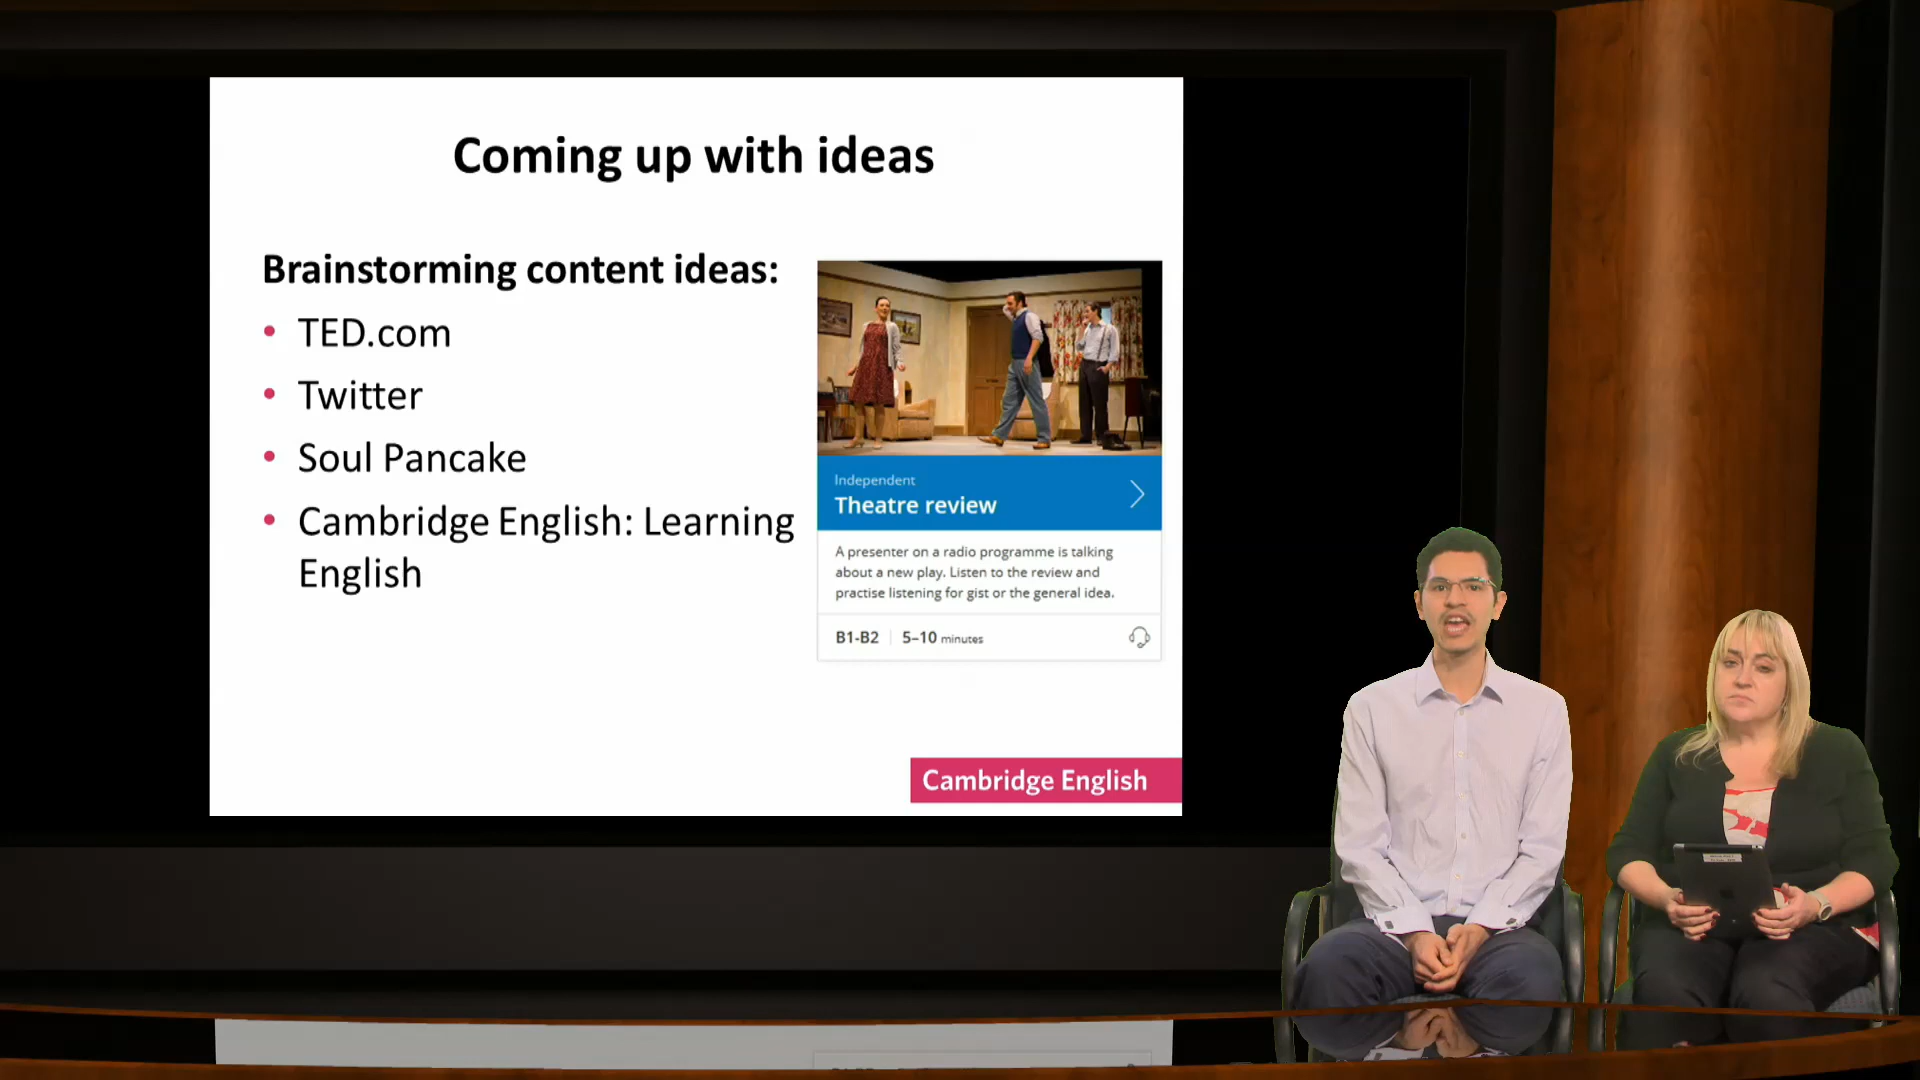 Coming up with ideas
Brainstorming content ideas:
• TED.com
• Twitter
• Soul Pancake
• Cambridge English: Learning
English
Independent
Theatre review
A presenter on a radio programme is talking
about a new play. Listen to the review and
practise listening for gist or the general idea.
B1-B2 | 5–10 minutes
Cambridge English